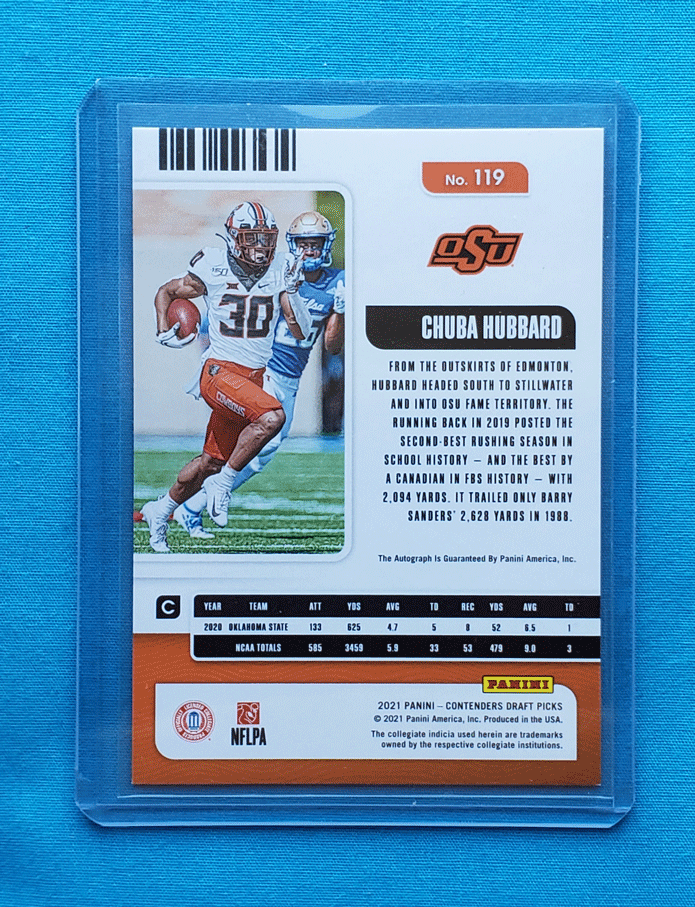 No. 119
OSU
CHUBA HUBBARD
FROM THE OUTSKIRTS OF EDMONTON,
HUBBARD HEADED SOUTH TO STILLWATER
AND INTO OSU FAME TERRITORY. THE
RUNNING BACK IN 2019 POSTED THE
SECOND-BEST RUSHING SEASON IN
SCHOOL HISTORY – AND THE BEST BY
A CANADIAN IN FBS HISTORY – WITH
2,094 YARDS. IT TRAILED ONLY BARRY
SANDERS' 2,628 YARDS IN 1988.
150
30
COWBOYS
The Autograph Is Guaranteed By Panini America, Inc.
C
YEAR TEAM ATT YDS AVG TD REC YDS AVG TD
2020 OKLAHOMA STATE 133 625 4.7 5 8 52 6.5 1
NCAA TOTALS 585 3459 5.9 33 53 479 9.0 3
PANINI
2021 PANINI – CONTENDERS DRAFT PICKS
© 2021 Panini America, Inc. Produced in the USA.
The collegiate indicia used herein are trademarks
owned by the respective collegiate institutions.
NFLPA